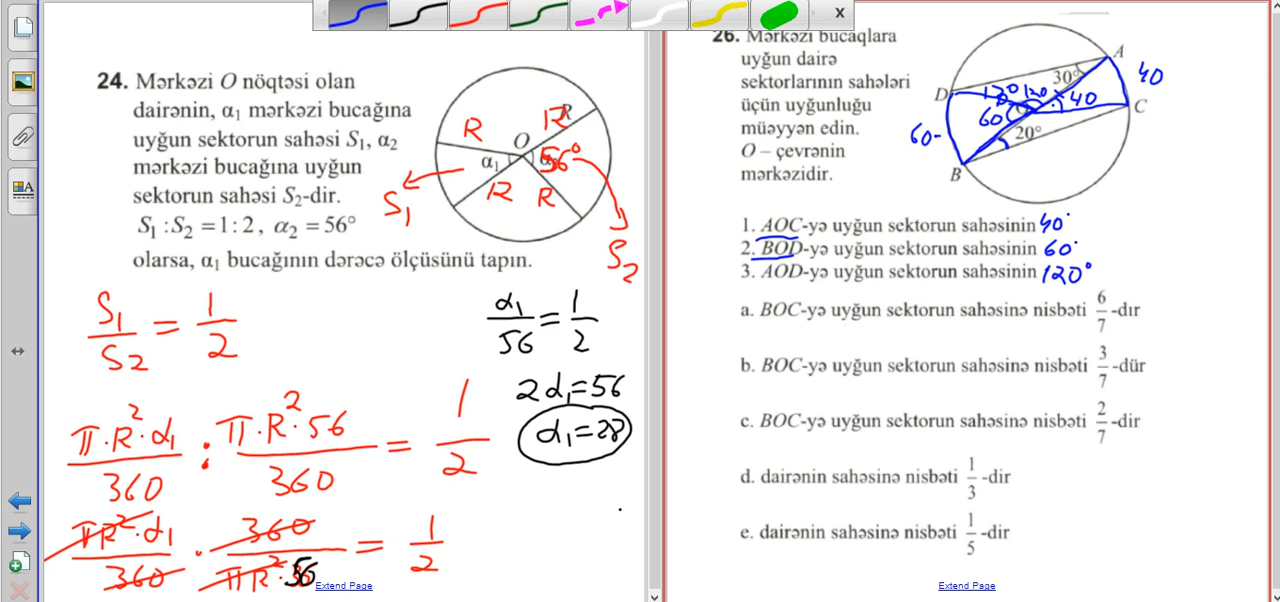 x
24. Mərkəzi O nöqtəsi olan
dairənin, α₁ mərkəzi bucağına
uyğun sektorun sahəsi S₁, α₂
mərkəzi bucağına uyğun
sektorun sahəsi S₂-dir.
S₁ : S₂ = 1 : 2, α₂ = 56°
olarsa, α₁ bucağının dərəcə ölçüsünü tapın.
R
R
O
α₁
56°
R
R
S₁
S₂
S₁/S₂ = 1/2
π·R²·α₁/360 : π·R²·56/360 = 1/2
πR²·α₁/360 · 360/πR²·56 = 1/2
α₁/56 = 1/2
2α₁=56
α₁=28
Extend Page
26. Mərkəzi bucaqlara
uyğun dairə
sektorlarının sahələri
üçün uyğunluğu
müəyyən edin.
O – çevrənin
mərkəzidir.
A
30°
40
D
120
40
C
60
60
20°
B
1. AOC-yə uyğun sektorun sahəsinin 40°
2. BOD-yə uyğun sektorun sahəsinin 60°
3. AOD-yə uyğun sektorun sahəsinin 120°
a. BOC-yə uyğun sektorun sahəsinə nisbəti 6/7-dır
b. BOC-yə uyğun sektorun sahəsinə nisbəti 3/7-dür
c. BOC-yə uyğun sektorun sahəsinə nisbəti 2/7-dir
d. dairənin sahəsinə nisbəti 1/3-dir
e. dairənin sahəsinə nisbəti 1/5-dir
Extend Page